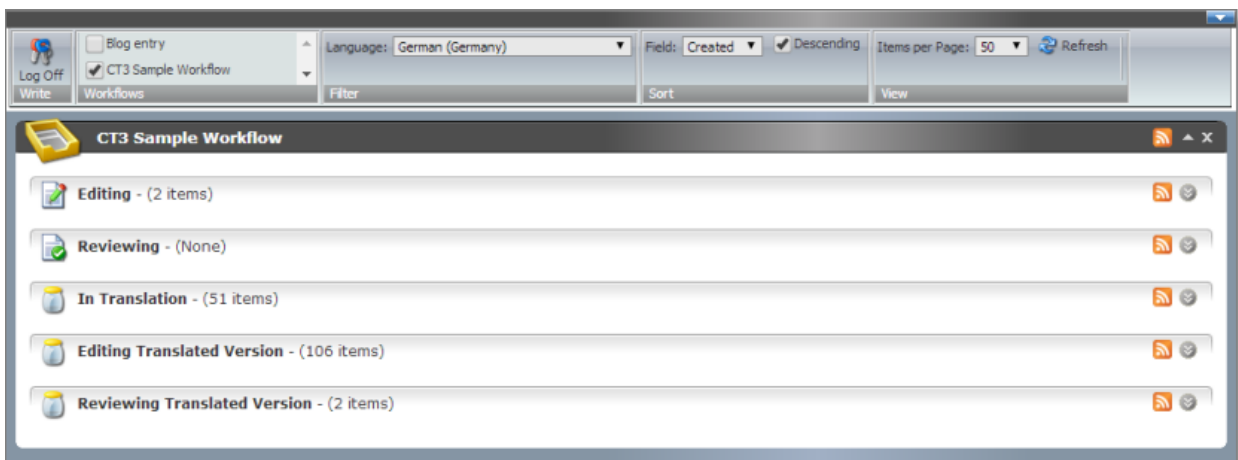 Log Off
Write
Blog entry
CT3 Sample Workflow
Workflows
Language: German (Germany)
Filter
Field: Created Descending
Sort
Items per Page: 50 Refresh
View
CT3 Sample Workflow
Editing - (2 items)
Reviewing - (None)
In Translation - (51 items)
Editing Translated Version - (106 items)
Reviewing Translated Version - (2 items)